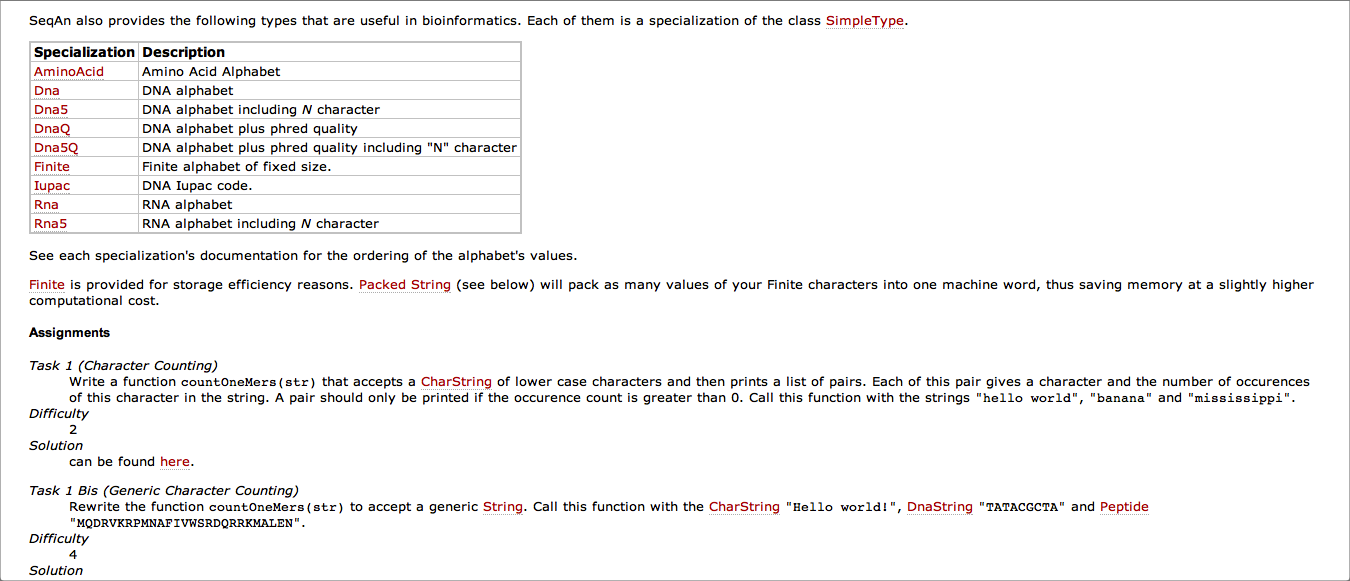 SeqAn also provides the following types that are useful in bioinformatics. Each of them is a specialization of the class SimpleType.
Specialization Description
AminoAcid Amino Acid Alphabet
Dna DNA alphabet
Dna5 DNA alphabet including N character
DnaQ DNA alphabet plus phred quality
Dna5Q DNA alphabet plus phred quality including "N" character
Finite Finite alphabet of fixed size.
Iupac DNA Iupac code.
Rna RNA alphabet
Rna5 RNA alphabet including N character
See each specialization's documentation for the ordering of the alphabet's values.
Finite is provided for storage efficiency reasons. Packed String (see below) will pack as many values of your Finite characters into one machine word, thus saving memory at a slightly higher
computational cost.
Assignments
Task 1 (Character Counting)
Write a function countOneMers(str) that accepts a CharString of lower case characters and then prints a list of pairs. Each of this pair gives a character and the number of occurences
of this character in the string. A pair should only be printed if the occurence count is greater than 0. Call this function with the strings "hello world", "banana" and "mississippi".
Difficulty
2
Solution
can be found here.
Task 1 Bis (Generic Character Counting)
Rewrite the function countOneMers(str) to accept a generic String. Call this function with the CharString "Hello world!", DnaString "TATACGCTA" and Peptide
"MQDRVKRPMNAFIVWSRDQRRKMALEN".
Difficulty
4
Solution